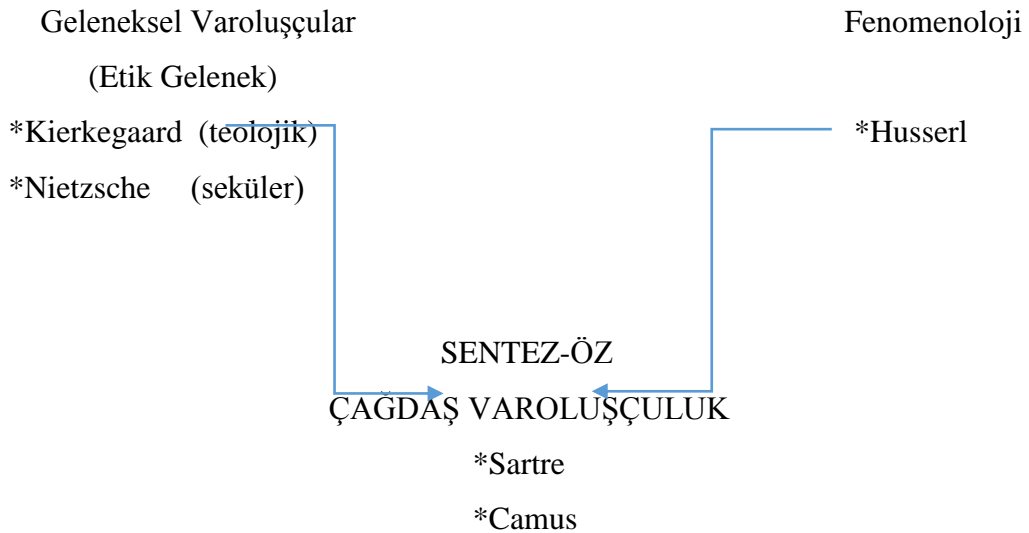 Geleneksel Varoluşçular
(Etik Gelenek)
*Kierkegaard (teolojik)
*Nietzsche (seküler)
Fenomenoloji
*Husserl
SENTEZ-ÖZ
ÇAĞDAŞ VAROLUŞÇULUK
*Sartre
*Camus